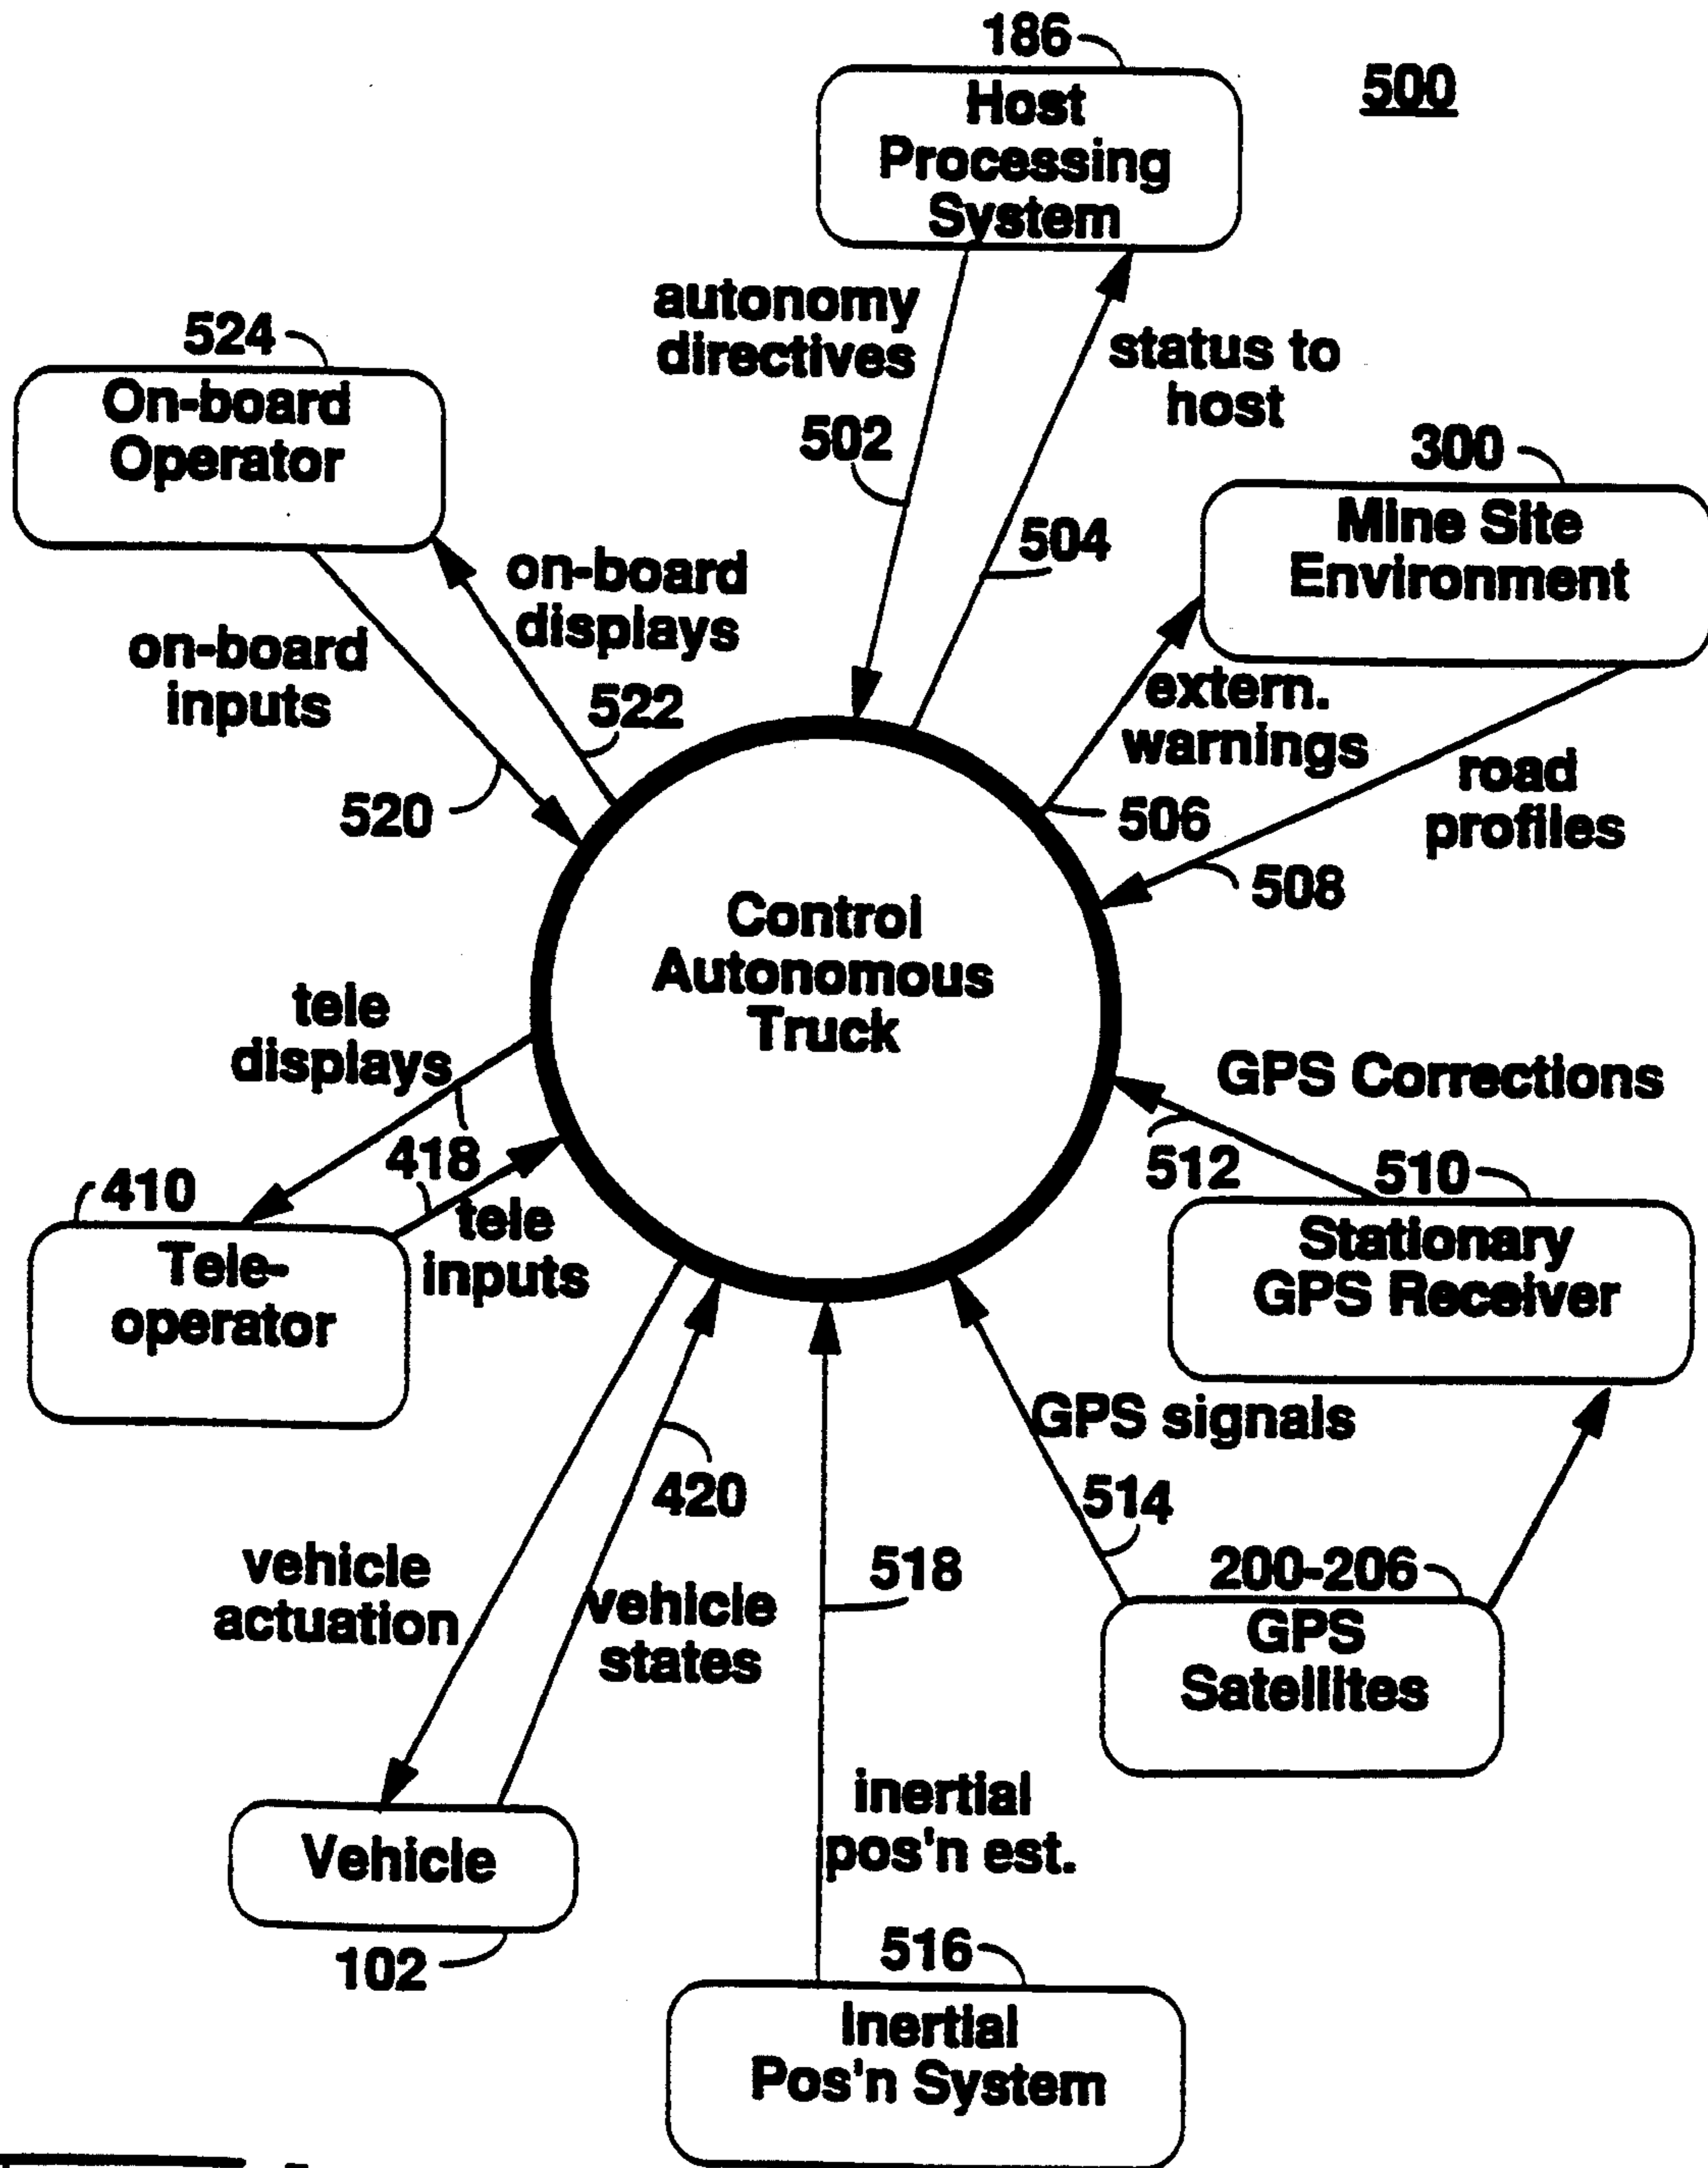 186
500
Host
Processing
System
autonomy
directives
status to
host
502
504
524
On-board
Operator
300
Mine Site
Environment
on-board
displays
on-board
inputs
522
520
extern.
warnings
506
road
profiles
508
Control
Autonomous
Truck
tele
displays
418
410
Tele-
operator
418
tele
inputs
GPS Corrections
512
510
Stationary
GPS Receiver
GPS signals
514
200-206
GPS
Satellites
420
vehicle
actuation
vehicle
states
518
inertial
pos'n est.
Vehicle
102
516
Inertial
Pos'n System